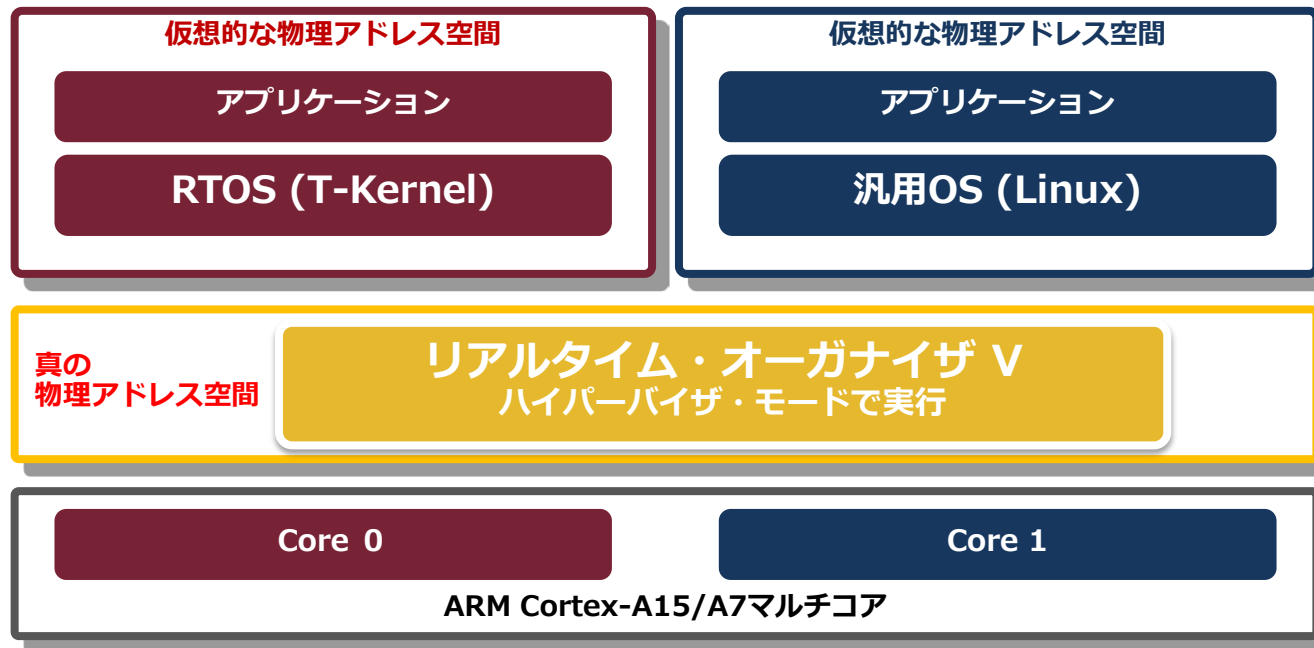 仮想的な物理アドレス空間
アプリケーション
RTOS (T-Kernel)
仮想的な物理アドレス空間
アプリケーション
汎用OS (Linux)
真の
物理アドレス空間
リアルタイム・オーガナイザ V
ハイパーバイザ・モードで実行
Core 0
Core 1
ARM Cortex-A15/A7マルチコア